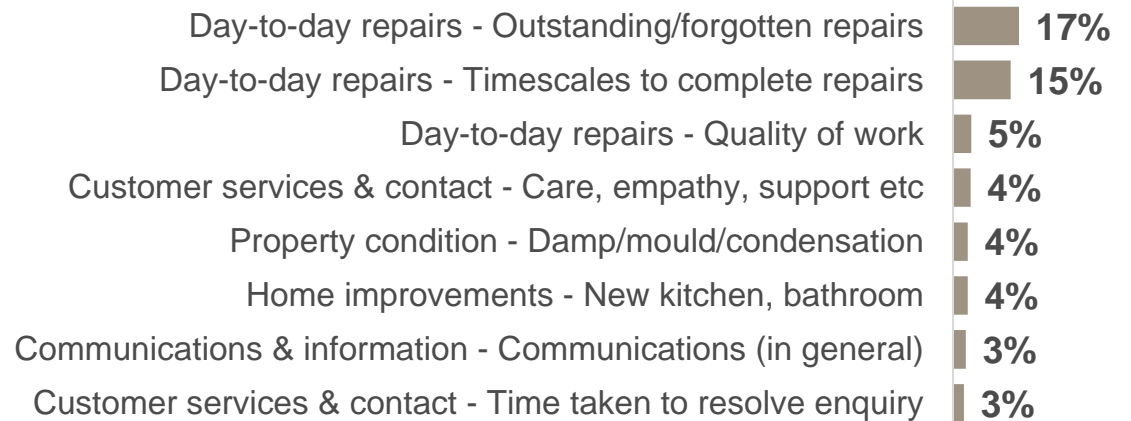 Day-to-day repairs - Outstanding/forgotten repairs 17%
Day-to-day repairs - Timescales to complete repairs 15%
Day-to-day repairs - Quality of work 5%
Customer services & contact - Care, empathy, support etc 4%
Property condition - Damp/mould/condensation 4%
Home improvements - New kitchen, bathroom 4%
Communications & information - Communications (in general) 3%
Customer services & contact - Time taken to resolve enquiry 3%